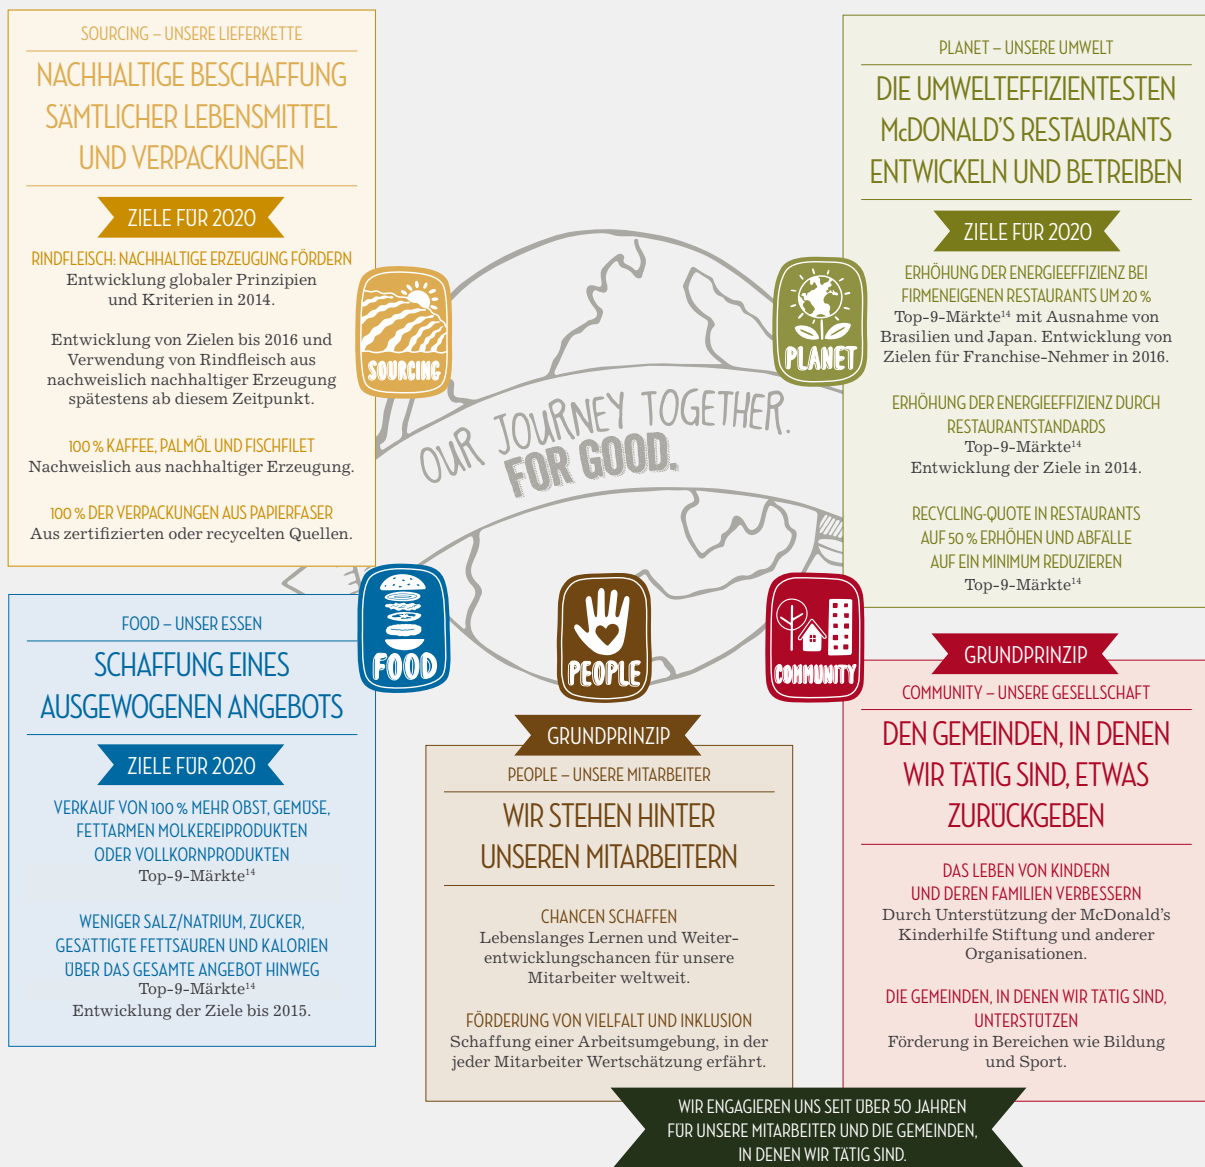 SOURCING – UNSERE LIEFERKETTE
NACHHALTIGE BESCHAFFUNG
SÄMTLICHER LEBENSMITTEL
UND VERPACKUNGEN
ZIELE FÜR 2020
RINDFLEISCH: NACHHALTIGE ERZEUGUNG FÖRDERN
Entwicklung globaler Prinzipien
und Kriterien in 2014.
Entwicklung von Zielen bis 2016 und
Verwendung von Rindfleisch aus
nachweislich nachhaltiger Erzeugung
spätestens ab diesem Zeitpunkt.
100 % KAFFEE, PALMÖL UND FISCHFILET
Nachweislich aus nachhaltiger Erzeugung.
100 % DER VERPACKUNGEN AUS PAPIERFASER
Aus zertifizierten oder recycelten Quellen.
SOURCING
OUR JOURNEY TOGETHER.
FOR GOOD.
PLANET
PLANET – UNSERE UMWELT
DIE UMWELTEFFIZIENTESTEN
McDONALD'S RESTAURANTS
ENTWICKELN UND BETREIBEN
ZIELE FÜR 2020
ERHÖHUNG DER ENERGIEEFFIZIENZ BEI
FIRMENEIGENEN RESTAURANTS UM 20 %
Top-9-Märkte¹⁴ mit Ausnahme von
Brasilien und Japan. Entwicklung von
Zielen für Franchise-Nehmer in 2016.
ERHÖHUNG DER ENERGIEEFFIZIENZ DURCH
RESTAURANTSTANDARDS
Top-9-Märkte¹⁴
Entwicklung der Ziele in 2014.
RECYCLING-QUOTE IN RESTAURANTS
AUF 50 % ERHÖHEN UND ABFÄLLE
AUF EIN MINIMUM REDUZIEREN
Top-9-Märkte¹⁴
FOOD – UNSER ESSEN
SCHAFFUNG EINES
AUSGEWOGENEN ANGEBOTS
ZIELE FÜR 2020
VERKAUF VON 100 % MEHR OBST, GEMÜSE,
FETTARMEN MOLKEREIPRODUKTEN
ODER VOLLKORNPRODUKTEN
Top-9-Märkte¹⁴
WENIGER SALZ/NATRIUM, ZUCKER,
GESÄTTIGTE FETTSÄUREN UND KALORIEN
ÜBER DAS GESAMTE ANGEBOT HINWEG
Top-9-Märkte¹⁴
Entwicklung der Ziele bis 2015.
FOOD
PEOPLE
COMMUNITY
GRUNDPRINZIP
PEOPLE – UNSERE MITARBEITER
WIR STEHEN HINTER
UNSEREN MITARBEITERN
CHANCEN SCHAFFEN
Lebenslanges Lernen und Weiter-
entwicklungschancen für unsere
Mitarbeiter weltweit.
FÖRDERUNG VON VIELFALT UND INKLUSION
Schaffung einer Arbeitsumgebung, in der
jeder Mitarbeiter Wertschätzung erfährt.
GRUNDPRINZIP
COMMUNITY – UNSERE GESELLSCHAFT
DEN GEMEINDEN, IN DENEN
WIR TÄTIG SIND, ETWAS
ZURÜCKGEBEN
DAS LEBEN VON KINDERN
UND DEREN FAMILIEN VERBESSERN
Durch Unterstützung der McDonald's
Kinderhilfe Stiftung und anderer
Organisationen.
DIE GEMEINDEN, IN DENEN WIR TÄTIG SIND,
UNTERSTÜTZEN
Förderung in Bereichen wie Bildung
und Sport.
WIR ENGAGIEREN UNS SEIT ÜBER 50 JAHREN
FÜR UNSERE MITARBEITER UND DIE GEMEINDEN,
IN DENEN WIR TÄTIG SIND.